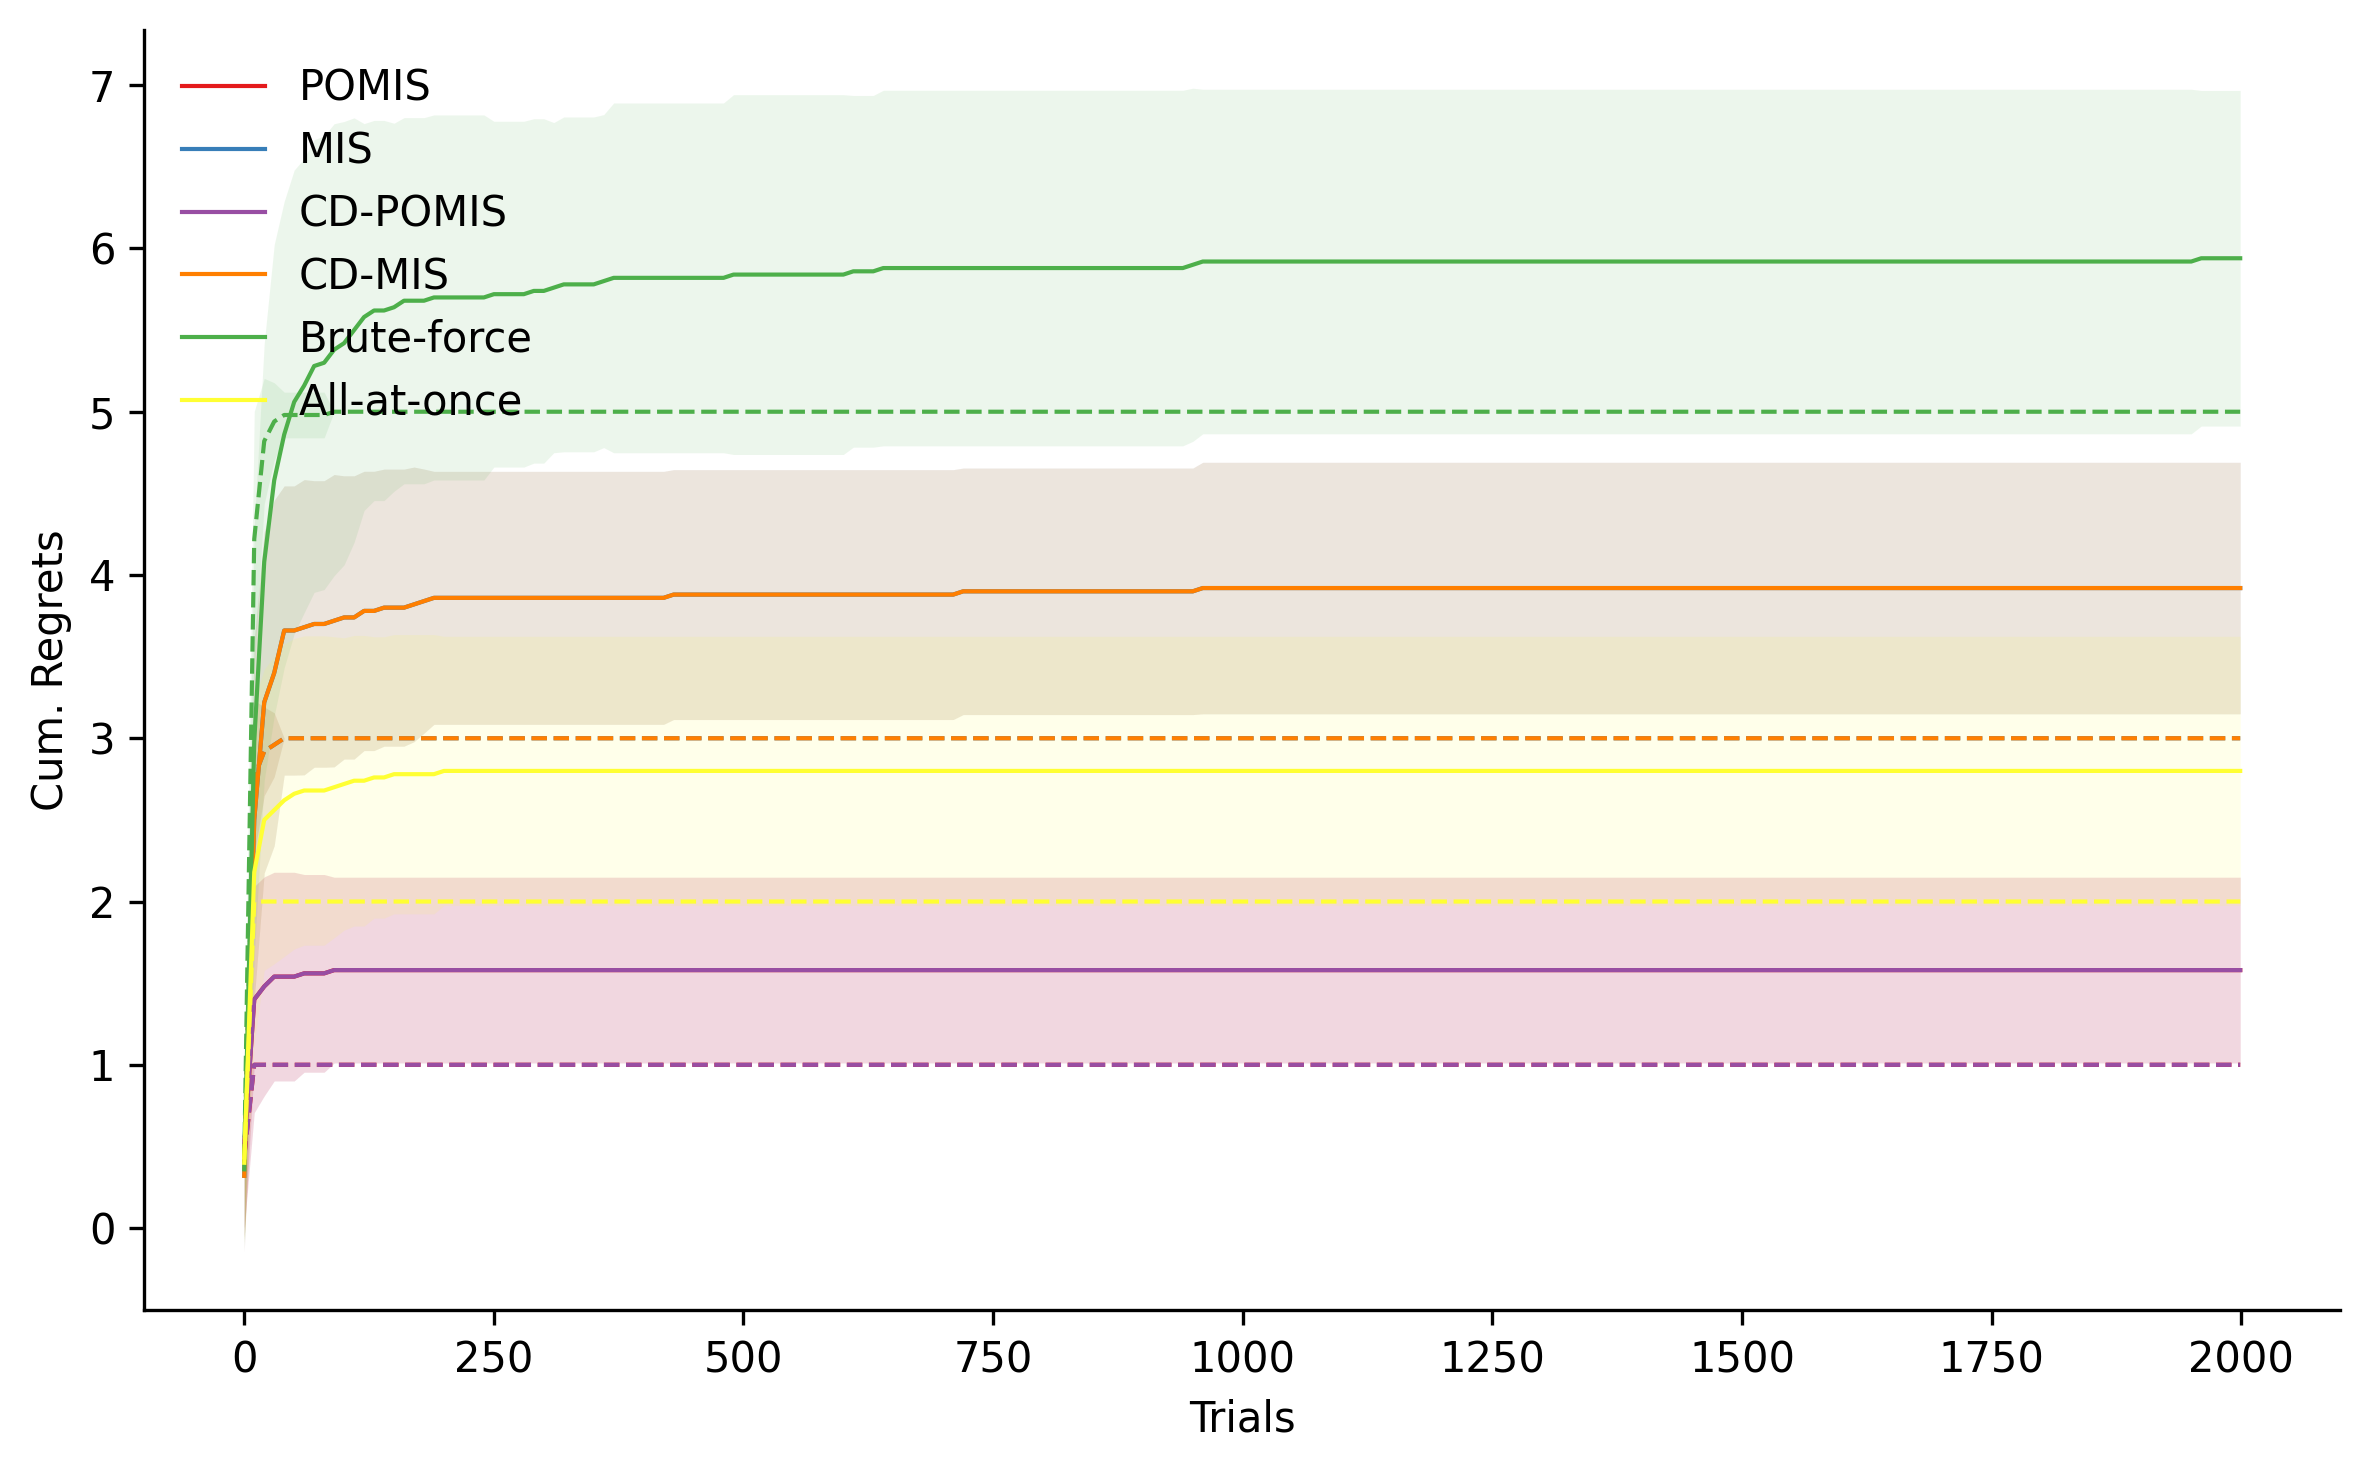 7
6
5
4
3
2
1
0
Cum. Regrets
POMIS
MIS
CD-POMIS
CD-MIS
Brute-force
All-at-once
0 250 500 750 1000 1250 1500 1750 2000
Trials